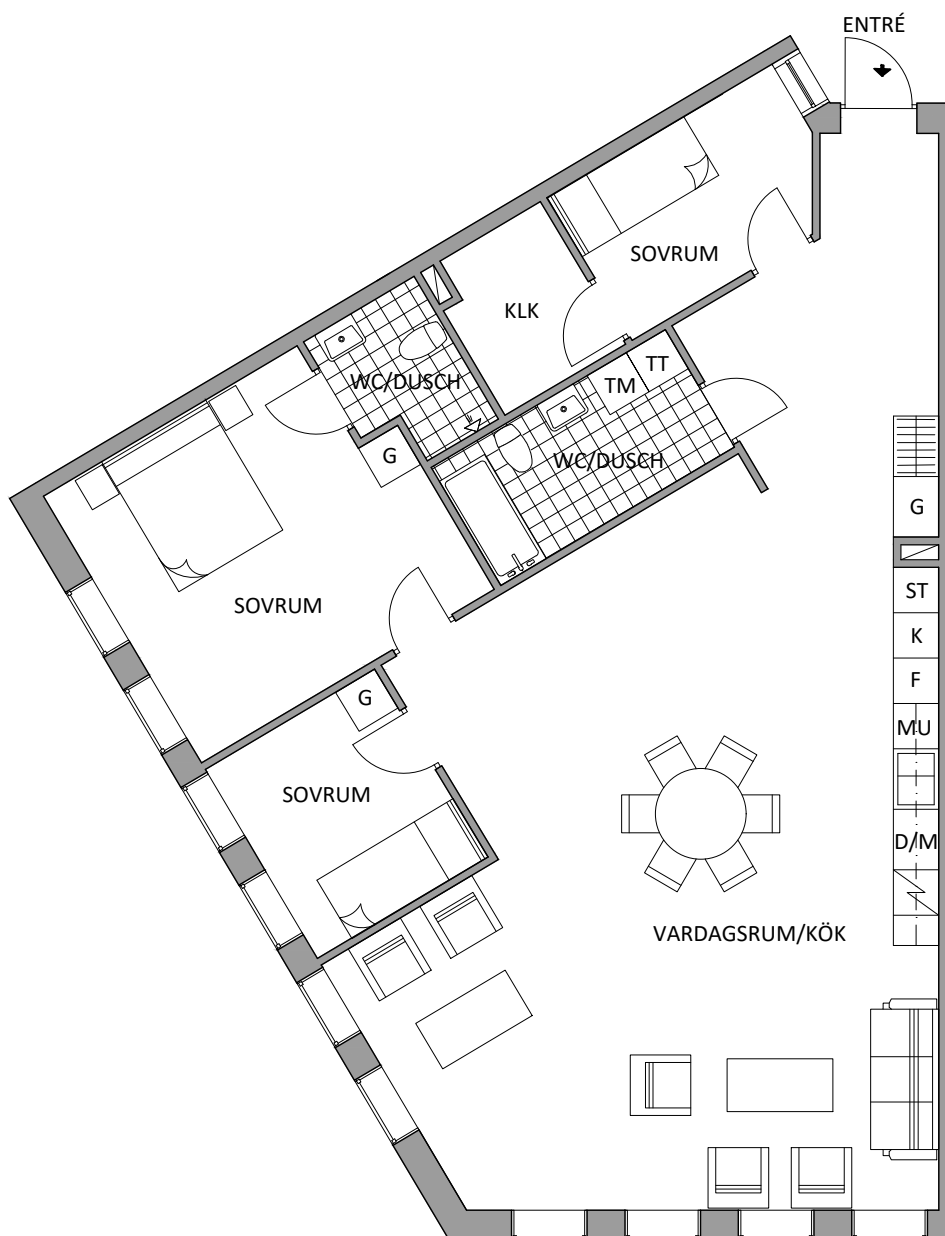 ENTRÉ
SOVRUM
KLK
TT
TM
WC/DUSCH
G
WC/DUSCH
G
ST
SOVRUM
K
F
G
MU
SOVRUM
D/M
VARDAGSRUM/KÖK